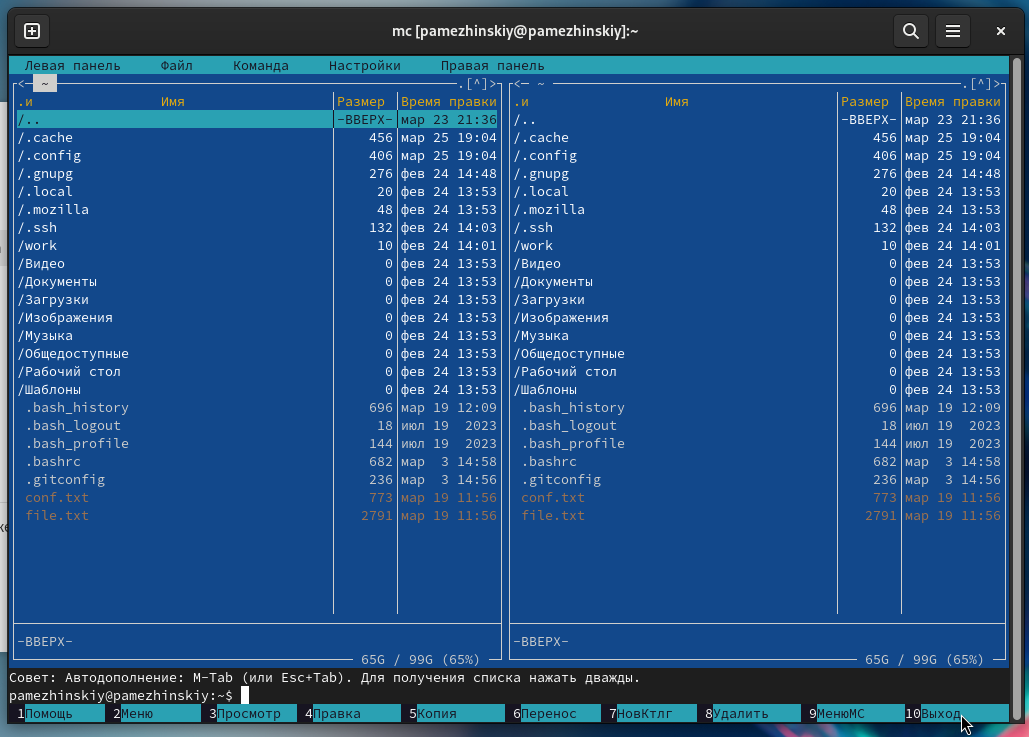 mc [pamezhinskiy@pamezhinskiy]:~
Левая панель Файл Команда Настройки Правая панель
<— ~ .[^]> <— ~ .[^]>
.и Имя Размер Время правки .и Имя Размер Время правки
/.. -ВВЕРХ- мар 23 21:36 /.. -ВВЕРХ- мар 23 21:36
/.cache 456 мар 25 19:04 /.cache 456 мар 25 19:04
/.config 406 мар 25 19:04 /.config 406 мар 25 19:04
/.gnupg 276 фев 24 14:48 /.gnupg 276 фев 24 14:48
/.local 20 фев 24 13:53 /.local 20 фев 24 13:53
/.mozilla 48 фев 24 13:53 /.mozilla 48 фев 24 13:53
/.ssh 132 фев 24 14:03 /.ssh 132 фев 24 14:03
/work 10 фев 24 14:01 /work 10 фев 24 14:01
/Видео 0 фев 24 13:53 /Видео 0 фев 24 13:53
/Документы 0 фев 24 13:53 /Документы 0 фев 24 13:53
/Загрузки 0 фев 24 13:53 /Загрузки 0 фев 24 13:53
/Изображения 0 фев 24 13:53 /Изображения 0 фев 24 13:53
/Музыка 0 фев 24 13:53 /Музыка 0 фев 24 13:53
/Общедоступные 0 фев 24 13:53 /Общедоступные 0 фев 24 13:53
/Рабочий стол 0 фев 24 13:53 /Рабочий стол 0 фев 24 13:53
/Шаблоны 0 фев 24 13:53 /Шаблоны 0 фев 24 13:53
.bash_history 696 мар 19 12:09 .bash_history 696 мар 19 12:09
.bash_logout 18 июл 19 2023 .bash_logout 18 июл 19 2023
.bash_profile 144 июл 19 2023 .bash_profile 144 июл 19 2023
.bashrc 682 мар 3 14:58 .bashrc 682 мар 3 14:58
.gitconfig 236 мар 3 14:56 .gitconfig 236 мар 3 14:56
conf.txt 773 мар 19 11:56 conf.txt 773 мар 19 11:56
file.txt 2791 мар 19 11:56 file.txt 2791 мар 19 11:56
-ВВЕРХ- -ВВЕРХ-
65G / 99G (65%) 65G / 99G (65%)
Совет: Автодополнение: M-Tab (или Esc+Tab). Для получения списка нажать дважды.
pamezhinskiy@pamezhinskiy:~$
1Помощь 2Меню 3Просмотр 4Правка 5Копия 6Перенос 7НовКтлг 8Удалить 9МенюМС 10Выход